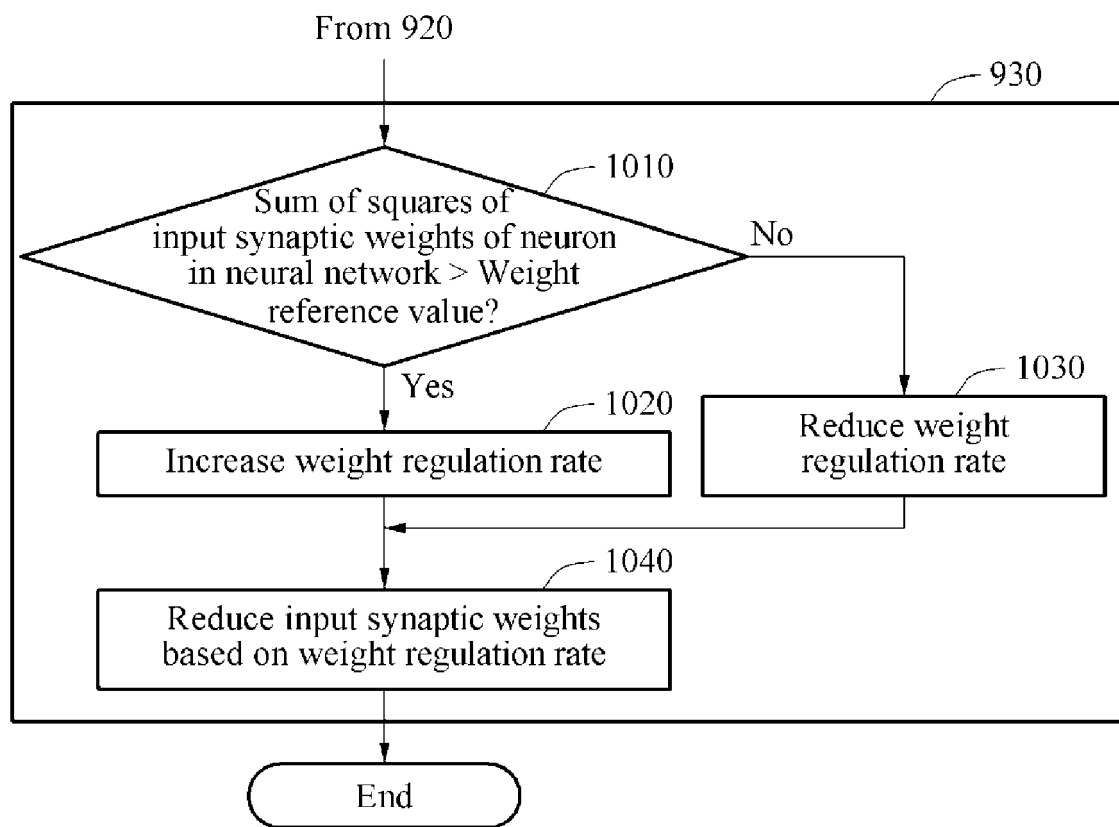 From 920
930
1010
Sum of squares of
input synaptic weights of neuron
in neural network > Weight
reference value?
No
Yes
1020
Increase weight regulation rate
1030
Reduce weight
regulation rate
1040
Reduce input synaptic weights
based on weight regulation rate
End